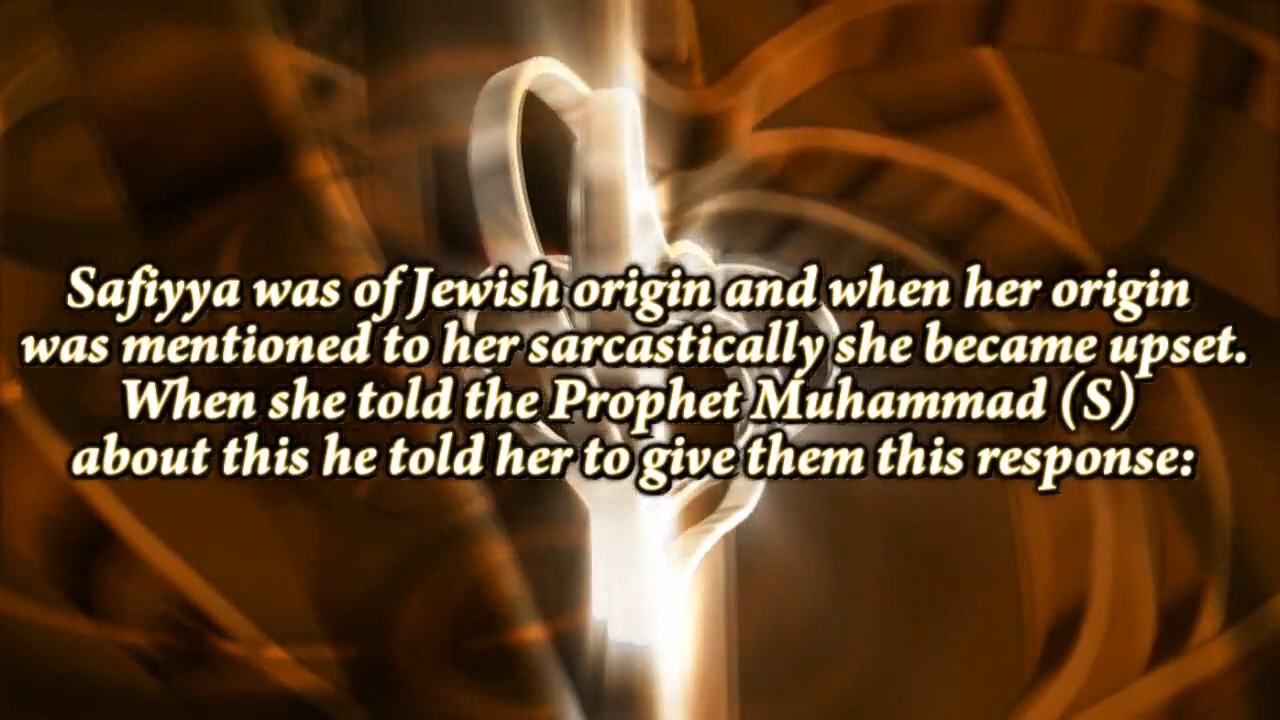 Safiyya was of Jewish origin and when her origin
was mentioned to her sarcastically she became upset.
When she told the Prophet Muhammad (S)
about this he told her to give them this response: